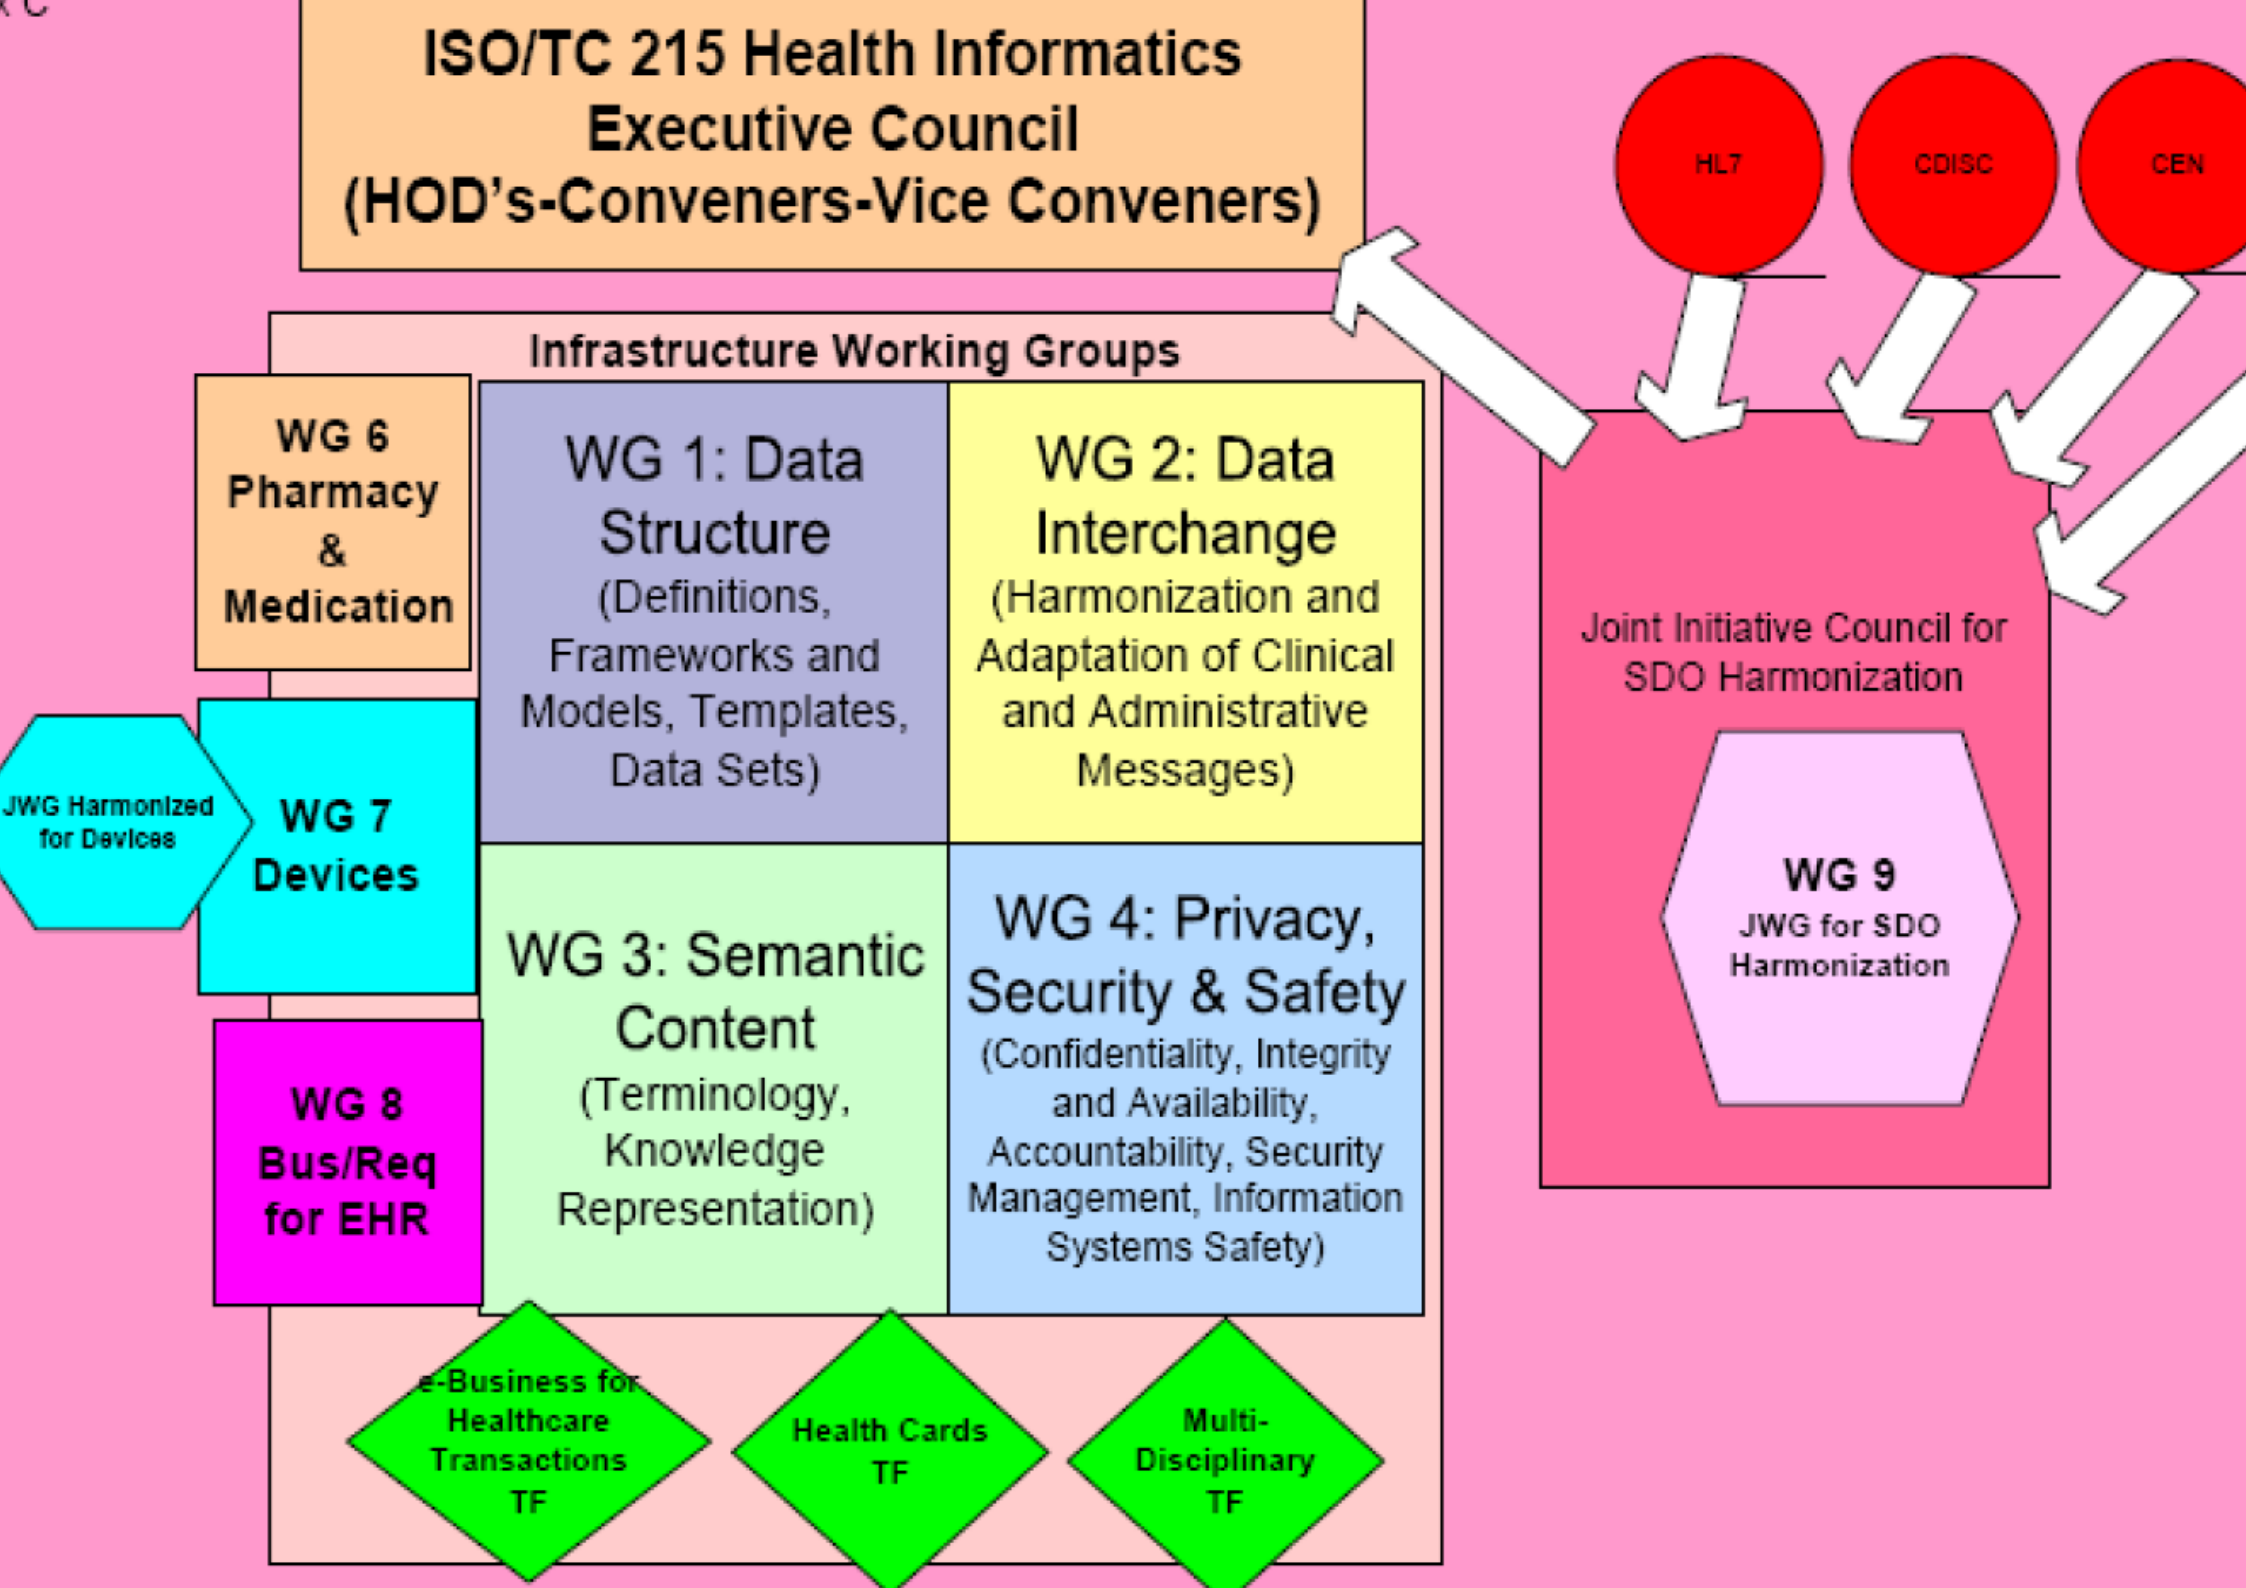 ISO/TC 215 Health Informatics
Executive Council
(HOD's-Conveners-Vice Conveners)
HL7
CDISC
CEN
Infrastructure Working Groups
WG 6
Pharmacy
&
Medication
WG 1: Data
Structure
(Definitions,
Frameworks and
Models, Templates,
Data Sets)
WG 2: Data
Interchange
(Harmonization and
Adaptation of Clinical
and Administrative
Messages)
Joint Initiative Council for
SDO Harmonization
JWG Harmonized
for Devices
WG 7
Devices
WG 9
JWG for SDO
Harmonization
WG 3: Semantic
Content
(Terminology,
Knowledge
Representation)
WG 4: Privacy,
Security & Safety
(Confidentiality, Integrity
and Availability,
Accountability, Security
Management, Information
Systems Safety)
WG 8
Bus/Req
for EHR
e-Business for
Healthcare
Transactions
TF
Health Cards
TF
Multi-
Disciplinary
TF